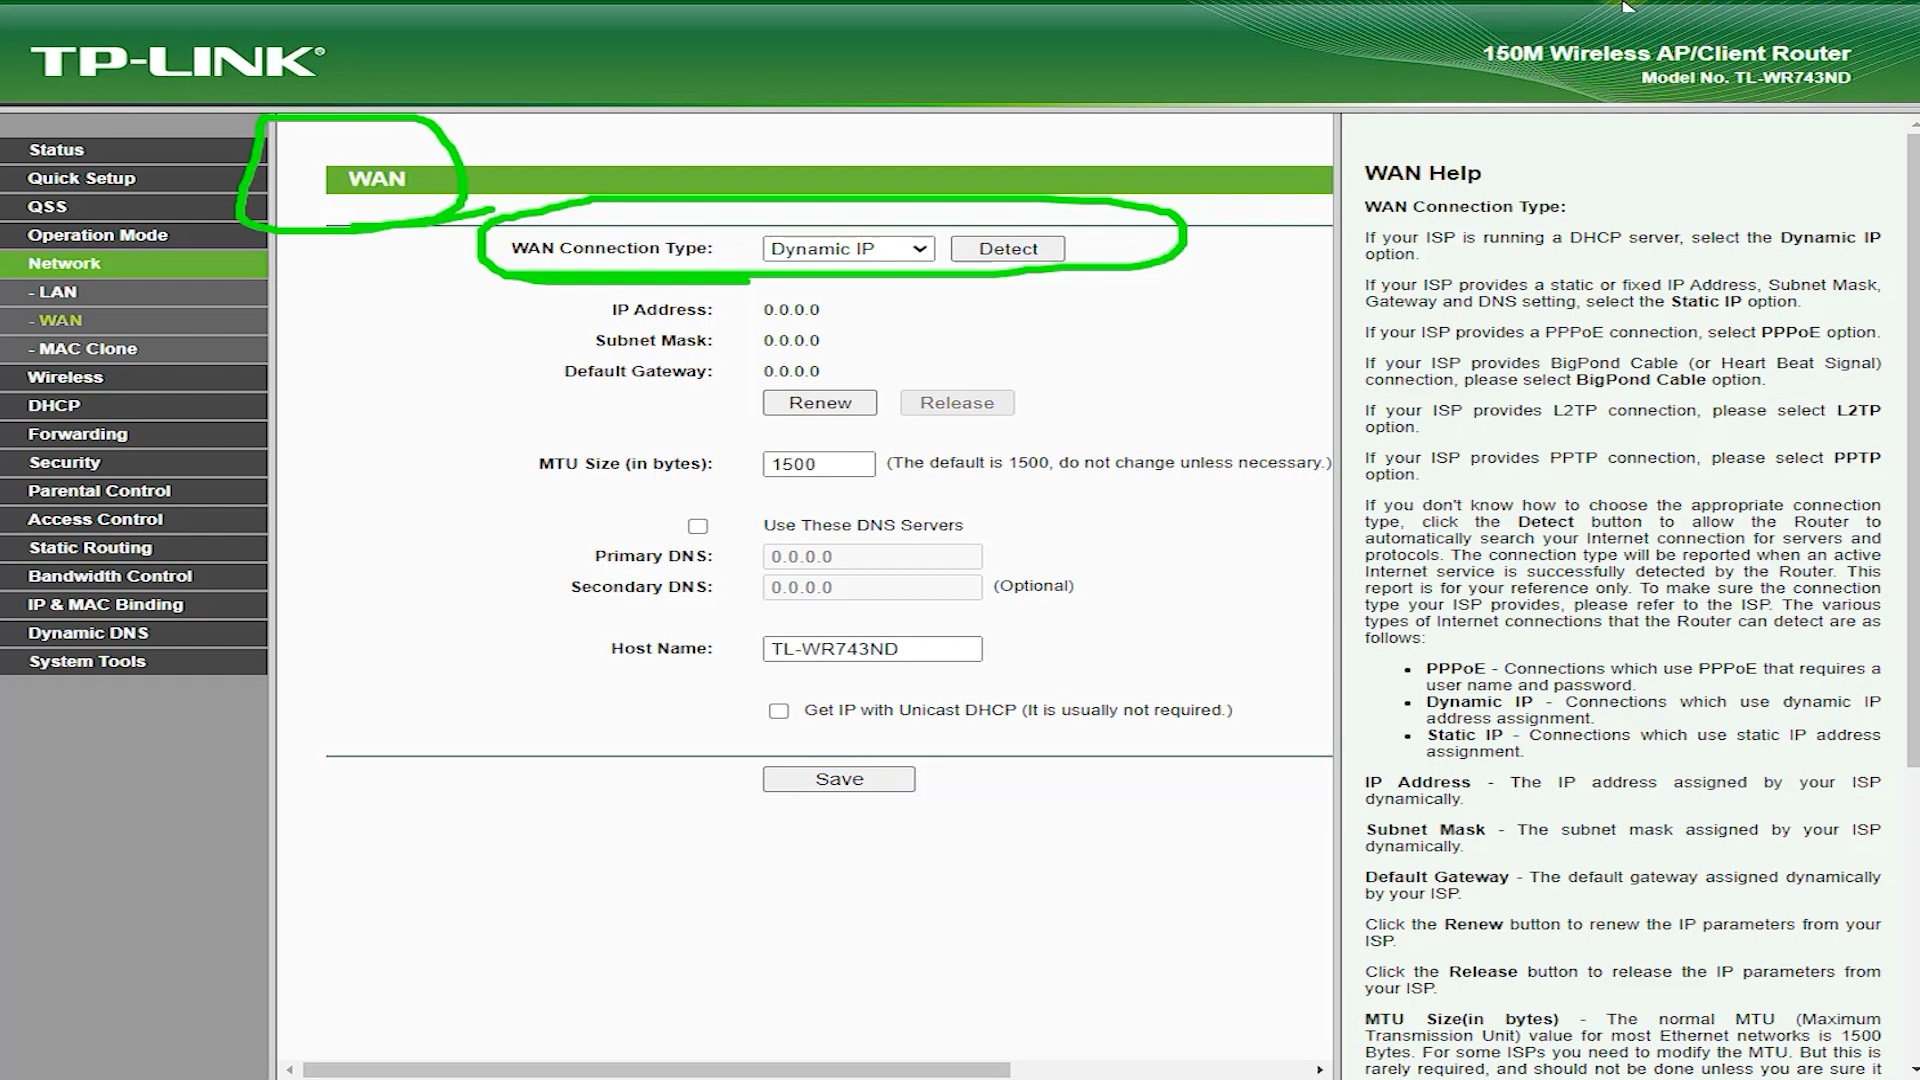 TP-LINK®
150M Wireless AP/Client Router
Model No. TL-WR743ND
Status
Quick Setup
QSS
Operation Mode
Network
- LAN
- WAN
- MAC Clone
Wireless
DHCP
Forwarding
Security
Parental Control
Access Control
Static Routing
Bandwidth Control
IP & MAC Binding
Dynamic DNS
System Tools
WAN
WAN Connection Type: Dynamic IP Detect
IP Address: 0.0.0.0
Subnet Mask: 0.0.0.0
Default Gateway: 0.0.0.0
Renew Release
MTU Size (in bytes): 1500 (The default is 1500, do not change unless necessary.)
Use These DNS Servers
Primary DNS: 0.0.0.0
Secondary DNS: 0.0.0.0 (Optional)
Host Name: TL-WR743ND
Get IP with Unicast DHCP (It is usually not required.)
Save
WAN Help
WAN Connection Type:
If your ISP is running a DHCP server, select the Dynamic IP
option.
If your ISP provides a static or fixed IP Address, Subnet Mask,
Gateway and DNS setting, select the Static IP option.
If your ISP provides a PPPoE connection, select PPPoE option.
If your ISP provides BigPond Cable (or Heart Beat Signal)
connection, please select BigPond Cable option.
If your ISP provides L2TP connection, please select L2TP
option.
If your ISP provides PPTP connection, please select PPTP
option.
If you don't know how to choose the appropriate connection
type, click the Detect button to allow the Router to
automatically search your Internet connection for servers and
protocols. The connection type will be reported when an active
Internet service is successfully detected by the Router. This
report is for your reference only. To make sure the connection
type your ISP provides, please refer to the ISP. The various
types of Internet connections that the Router can detect are as
follows:
• PPPoE - Connections which use PPPoE that requires a
user name and password.
• Dynamic IP - Connections which use dynamic IP
address assignment.
• Static IP - Connections which use static IP address
assignment.
IP Address - The IP address assigned by your ISP
dynamically.
Subnet Mask - The subnet mask assigned by your ISP
dynamically.
Default Gateway - The default gateway assigned dynamically
by your ISP.
Click the Renew button to renew the IP parameters from your
ISP.
Click the Release button to release the IP parameters from
your ISP.
MTU Size(in bytes) - The normal MTU (Maximum
Transmission Unit) value for most Ethernet networks is 1500
Bytes. For some ISPs you need to modify the MTU. But this is
rarely required, and should not be done unless you are sure it